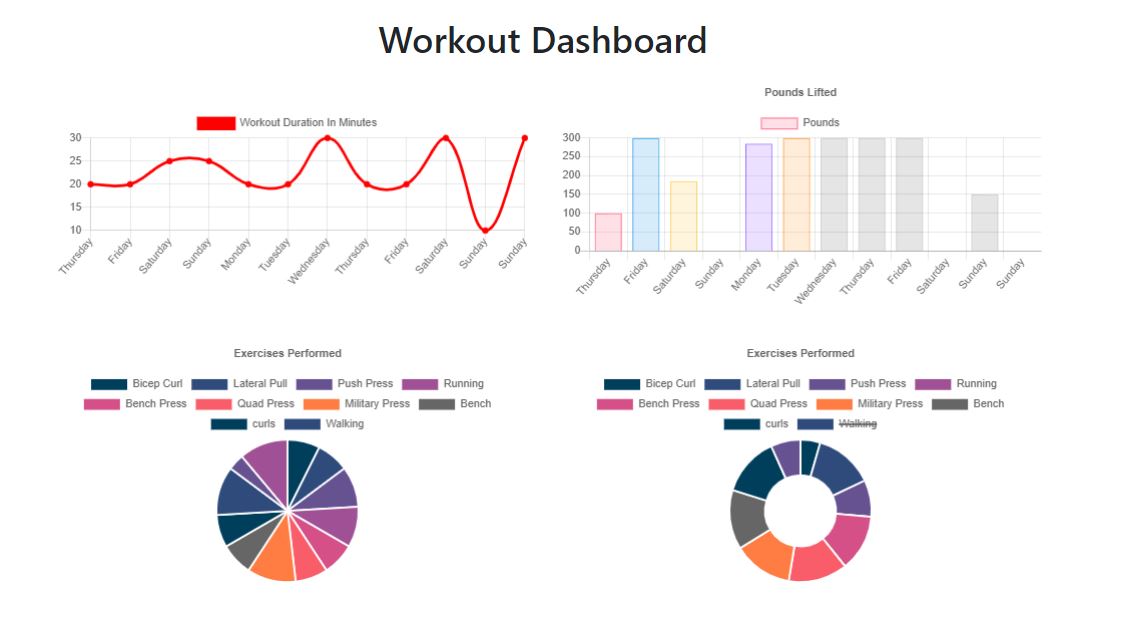 Workout Dashboard
Workout Duration In Minutes
30
25
20
15
10
Thursday Friday Saturday Sunday Monday Tuesday Wednesday Thursday Friday Saturday Sunday Sunday
Pounds Lifted
Pounds
300
250
200
150
100
50
0
Thursday Friday Saturday Sunday Monday Tuesday Wednesday Thursday Friday Saturday Sunday Sunday
Exercises Performed
Bicep Curl Lateral Pull Push Press Running
Bench Press Quad Press Military Press Bench
curls Walking
Exercises Performed
Bicep Curl Lateral Pull Push Press Running
Bench Press Quad Press Military Press Bench
curls Walking